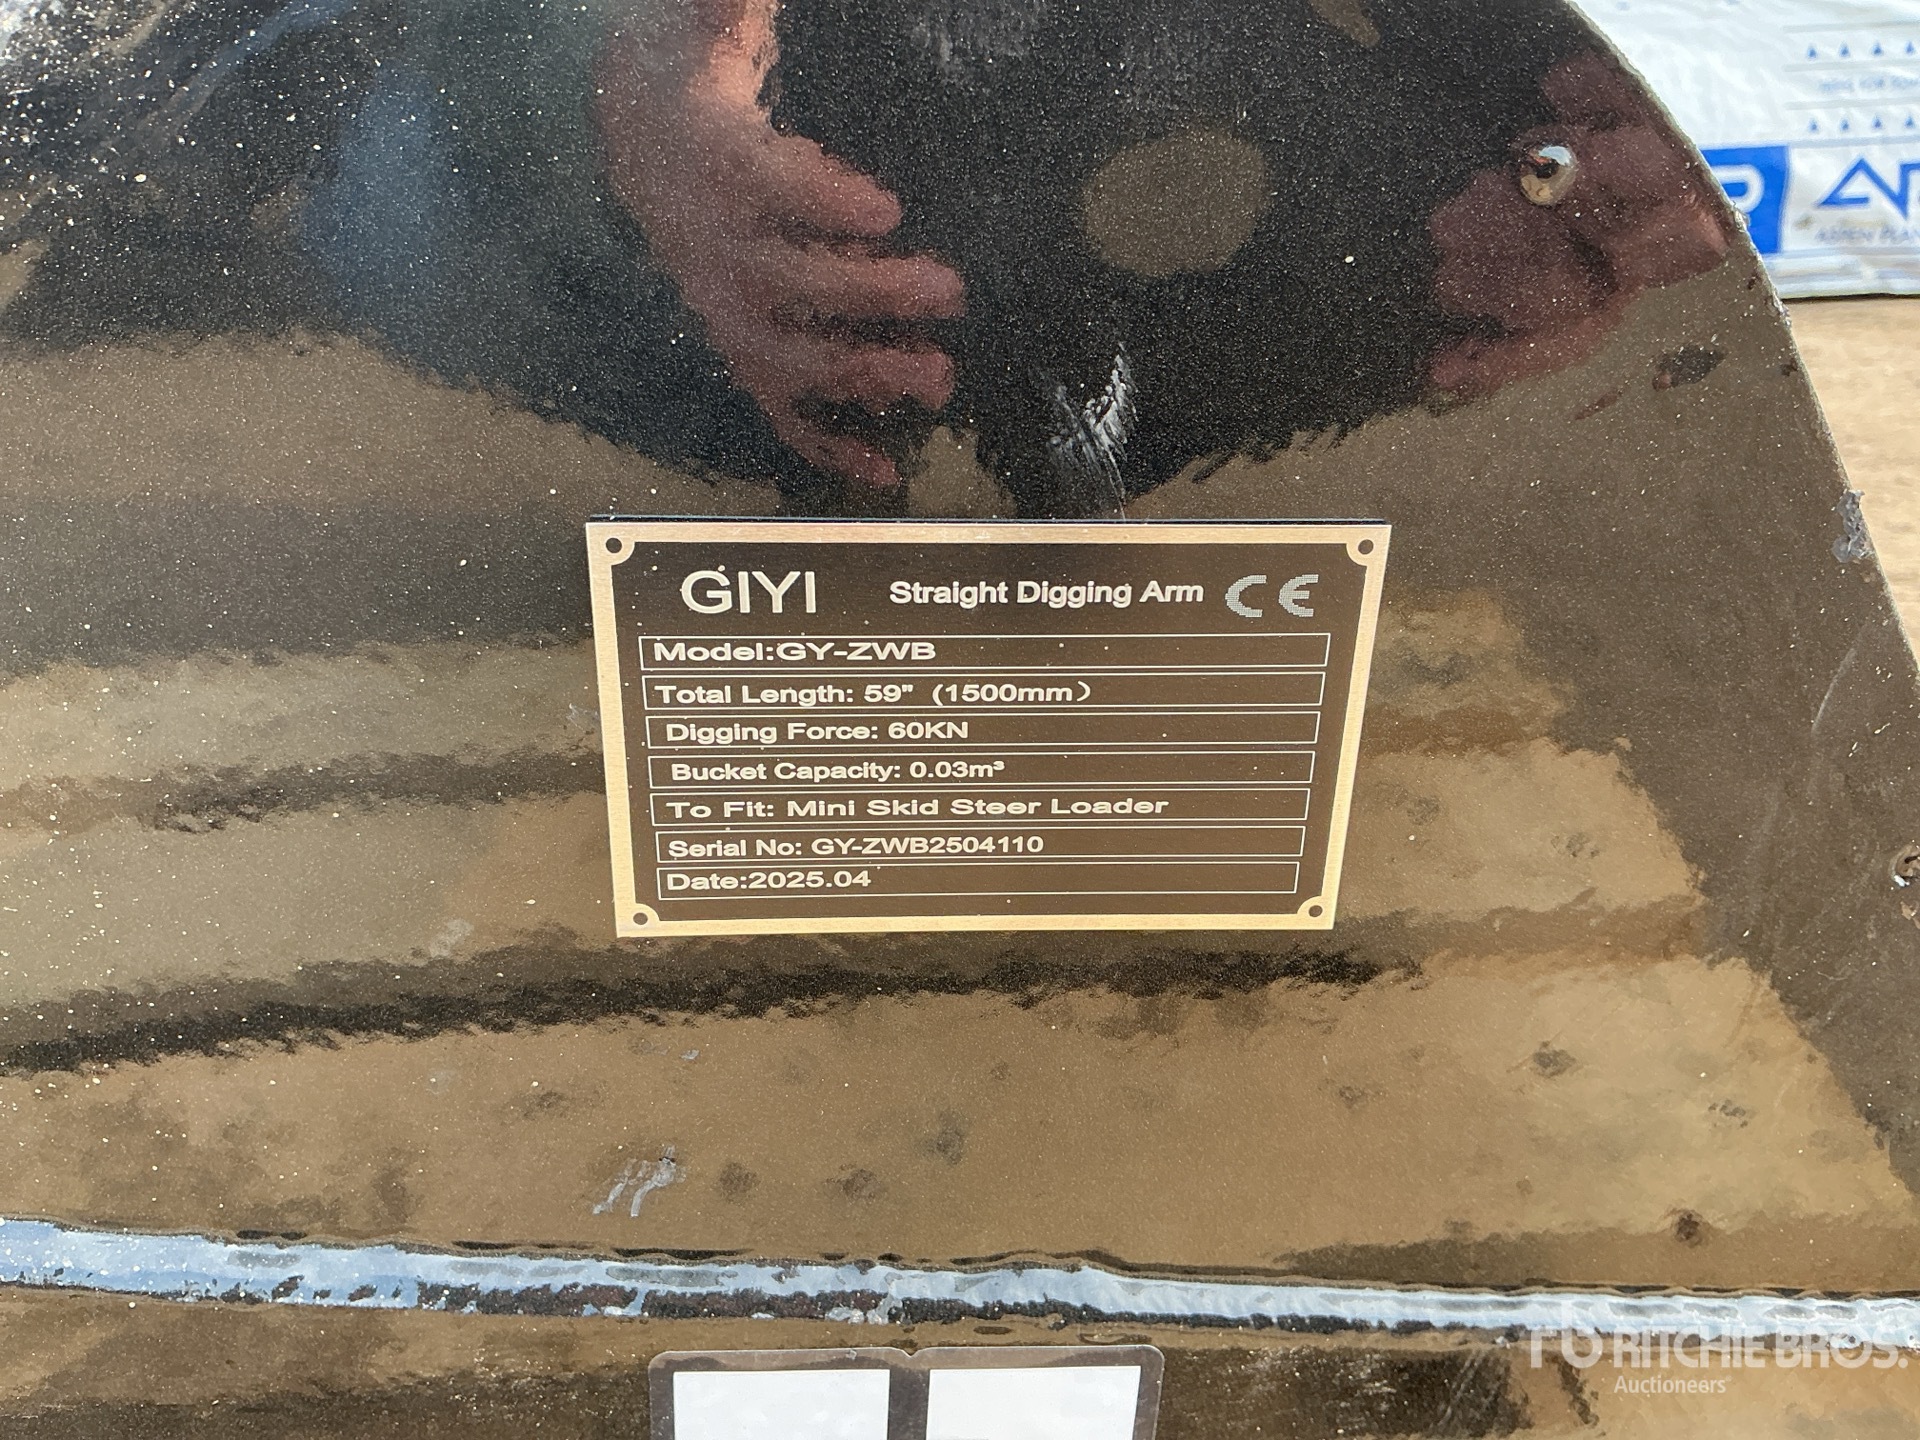 GIYI Straight Digging Arm CE
Model:GY-ZWB
Total Length: 59" (1500mm)
Digging Force: 60KN
Bucket Capacity: 0.03m³
To Fit: Mini Skid Steer Loader
Serial No: GY-ZWB2504110
Date:2025.04
rb RITCHIE BROS.
Auctioneers